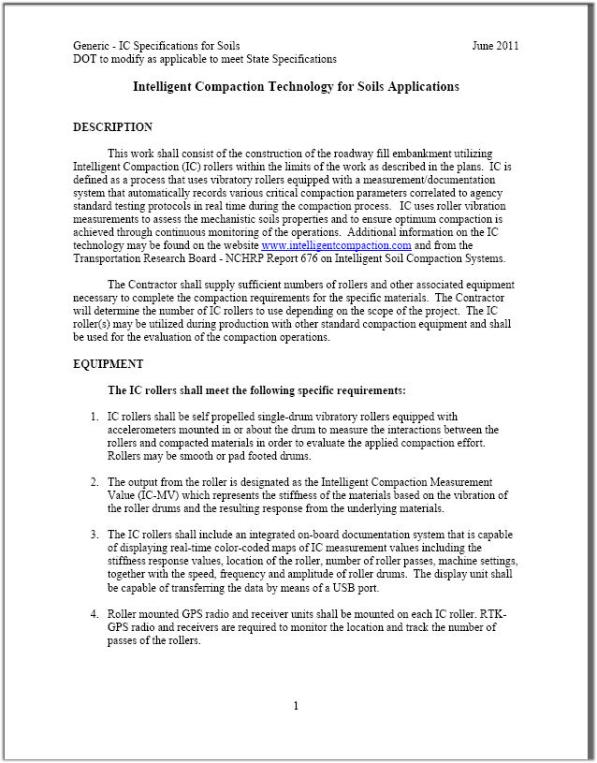 Generic - IC Specifications for Soils June 2011
DOT to modify as applicable to meet State Specifications
Intelligent Compaction Technology for Soils Applications
DESCRIPTION
This work shall consist of the construction of the roadway fill embankment utilizing
Intelligent Compaction (IC) rollers within the limits of the work as described in the plans. IC is
defined as a process that uses vibratory rollers equipped with a measurement/documentation
system that automatically records various critical compaction parameters correlated to agency
standard testing protocols in real time during the compaction process. IC uses roller vibration
measurements to assess the mechanistic soils properties and to ensure optimum compaction is
achieved through continuous monitoring of the operations. Additional information on the IC
technology may be found on the website www.intelligentcompaction.com and from the
Transportation Research Board - NCHRP Report 676 on Intelligent Soil Compaction Systems.
The Contractor shall supply sufficient numbers of rollers and other associated equipment
necessary to complete the compaction requirements for the specific materials. The Contractor
will determine the number of IC rollers to use depending on the scope of the project. The IC
roller(s) may be utilized during production with other standard compaction equipment and shall
be used for the evaluation of the compaction operations.
EQUIPMENT
The IC rollers shall meet the following specific requirements:
1. IC rollers shall be self propelled single-drum vibratory rollers equipped with
accelerometers mounted in or about the drum to measure the interactions between the
rollers and compacted materials in order to evaluate the applied compaction effort.
Rollers may be smooth or pad footed drums.
2. The output from the roller is designated as the Intelligent Compaction Measurement
Value (IC-MV) which represents the stiffness of the materials based on the vibration of
the roller drums and the resulting response from the underlying materials.
3. The IC rollers shall include an integrated on-board documentation system that is capable
of displaying real-time color-coded maps of IC measurement values including the
stiffness response values, location of the roller, number of roller passes, machine settings,
together with the speed, frequency and amplitude of roller drums. The display unit shall
be capable of transferring the data by means of a USB port.
4. Roller mounted GPS radio and receiver units shall be mounted on each IC roller. RTK-
GPS radio and receivers are required to monitor the location and track the number of
passes of the rollers.
1